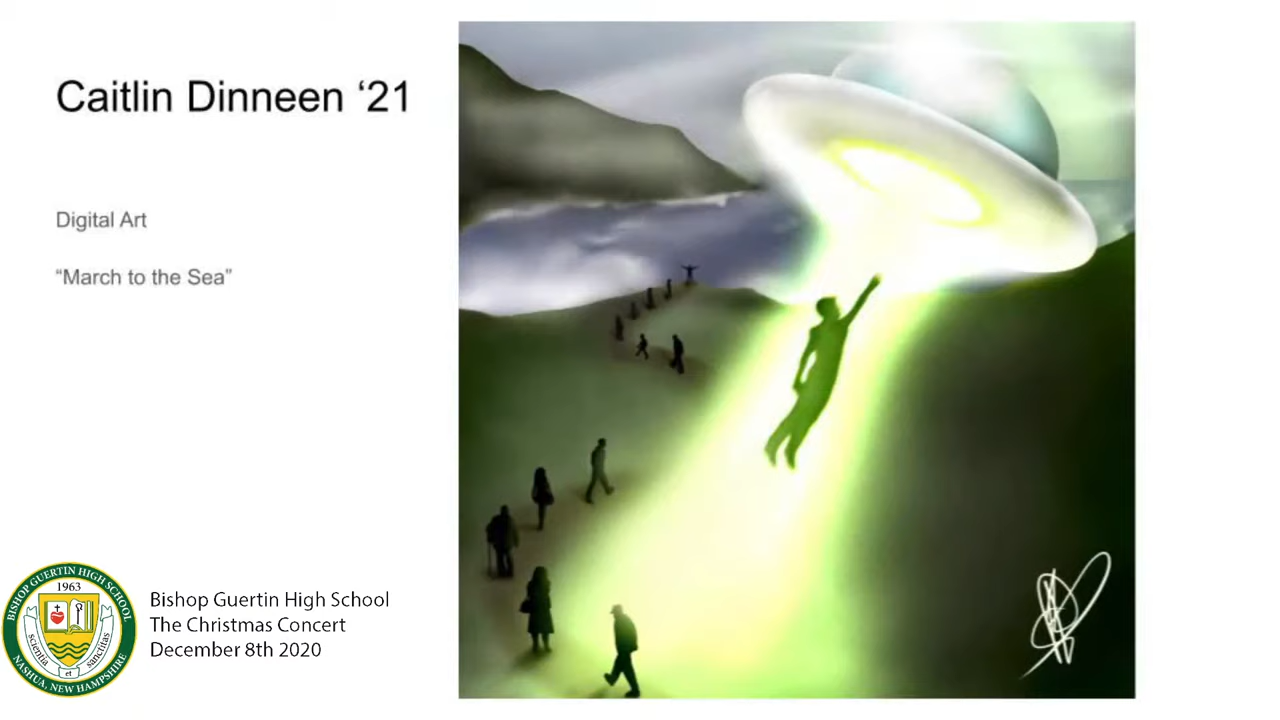 Caitlin Dinneen ‘21
Digital Art
“March to the Sea”
BISHOP GUERTIN HIGH SCHOOL
1963
scientia et sanctitas
NASHUA, NEW HAMPSHIRE
Bishop Guertin High School
The Christmas Concert
December 8th 2020